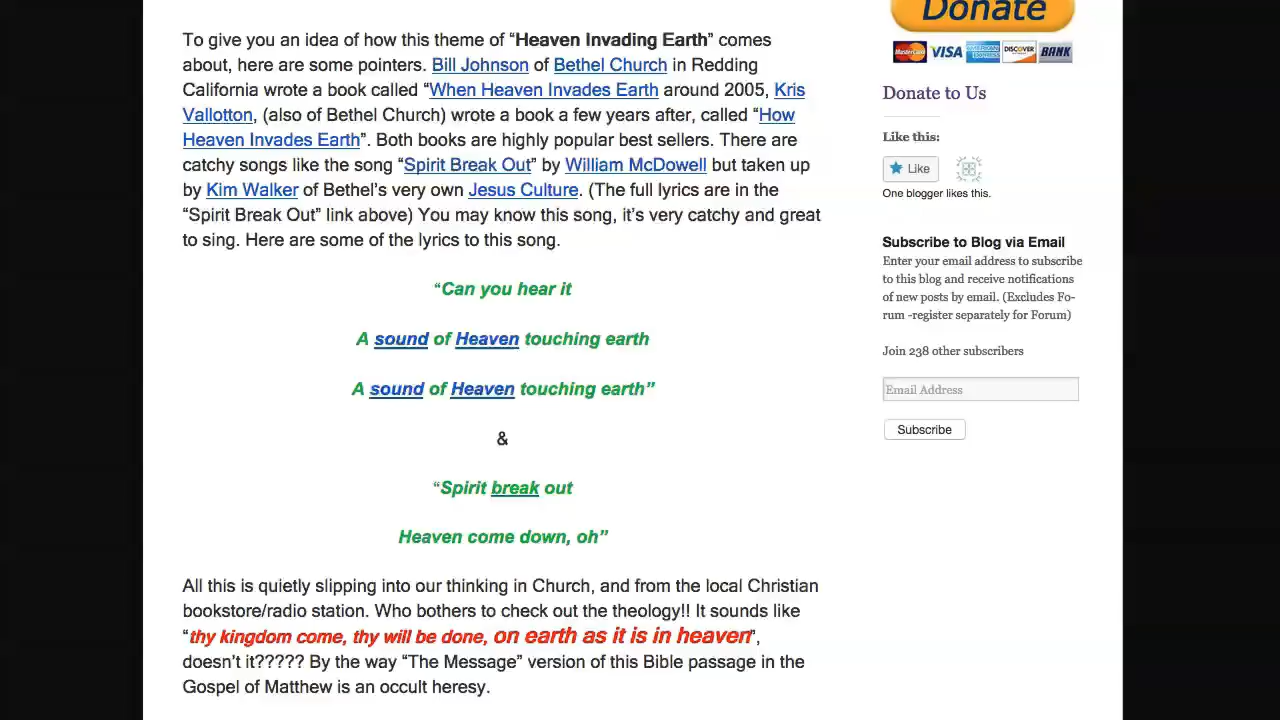 To give you an idea of how this theme of “Heaven Invading Earth” comes
about, here are some pointers. Bill Johnson of Bethel Church in Redding
California wrote a book called “When Heaven Invades Earth around 2005, Kris
Vallotton, (also of Bethel Church) wrote a book a few years after, called “How
Heaven Invades Earth”. Both books are highly popular best sellers. There are
catchy songs like the song “Spirit Break Out” by William McDowell but taken up
by Kim Walker of Bethel’s very own Jesus Culture. (The full lyrics are in the
“Spirit Break Out” link above) You may know this song, it’s very catchy and great
to sing. Here are some of the lyrics to this song.
“Can you hear it
A sound of Heaven touching earth
A sound of Heaven touching earth”
&
“Spirit break out
Heaven come down, oh”
All this is quietly slipping into our thinking in Church, and from the local Christian
bookstore/radio station. Who bothers to check out the theology!! It sounds like
“thy kingdom come, thy will be done, on earth as it is in heaven”,
doesn’t it????? By the way “The Message” version of this Bible passage in the
Gospel of Matthew is an occult heresy.
Donate
MasterCard VISA AMERICAN EXPRESS DISCOVER BANK
Donate to Us
Like this:
Like
One blogger likes this.
Subscribe to Blog via Email
Enter your email address to subscribe
to this blog and receive notifications
of new posts by email. (Excludes Fo-
rum -register separately for Forum)
Join 238 other subscribers
Email Address
Subscribe